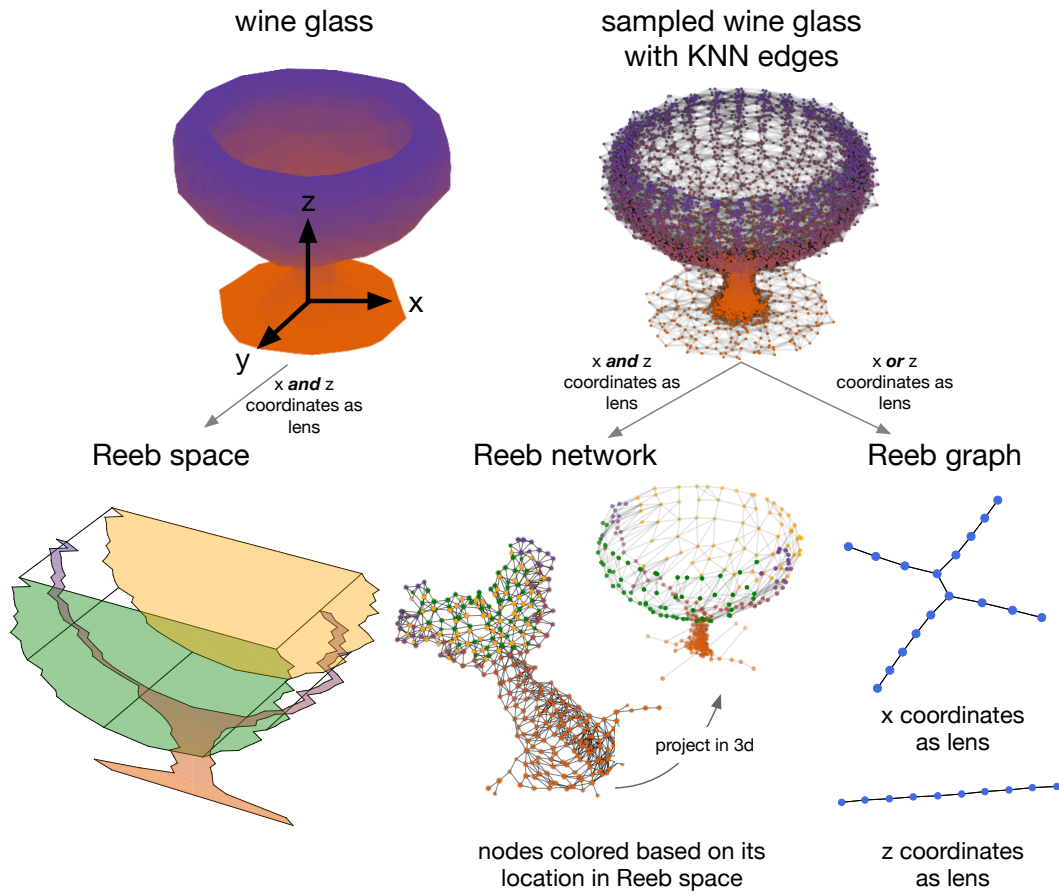 wine glass
sampled wine glass
with KNN edges
z
x
y
x and z
coordinates as
lens
x and z
coordinates as
lens
x or z
coordinates as
lens
Reeb space
Reeb network
Reeb graph
project in 3d
x coordinates
as lens
nodes colored based on its
location in Reeb space
z coordinates
as lens